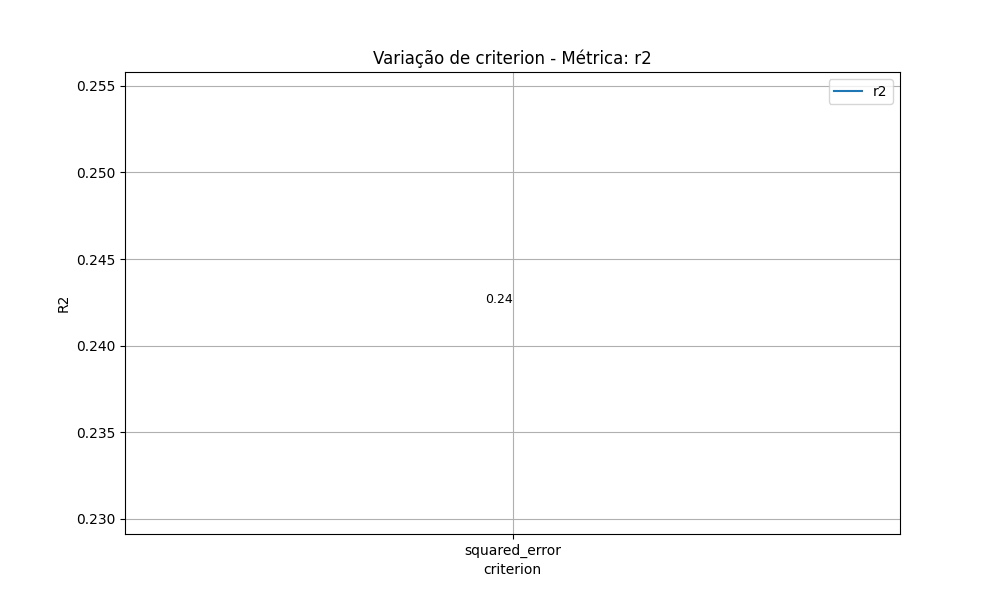 Variação de criterion - Métrica: r2
r2
0.255
0.250
0.245
0.240
0.235
0.230
R2
0.24
squared_error
criterion